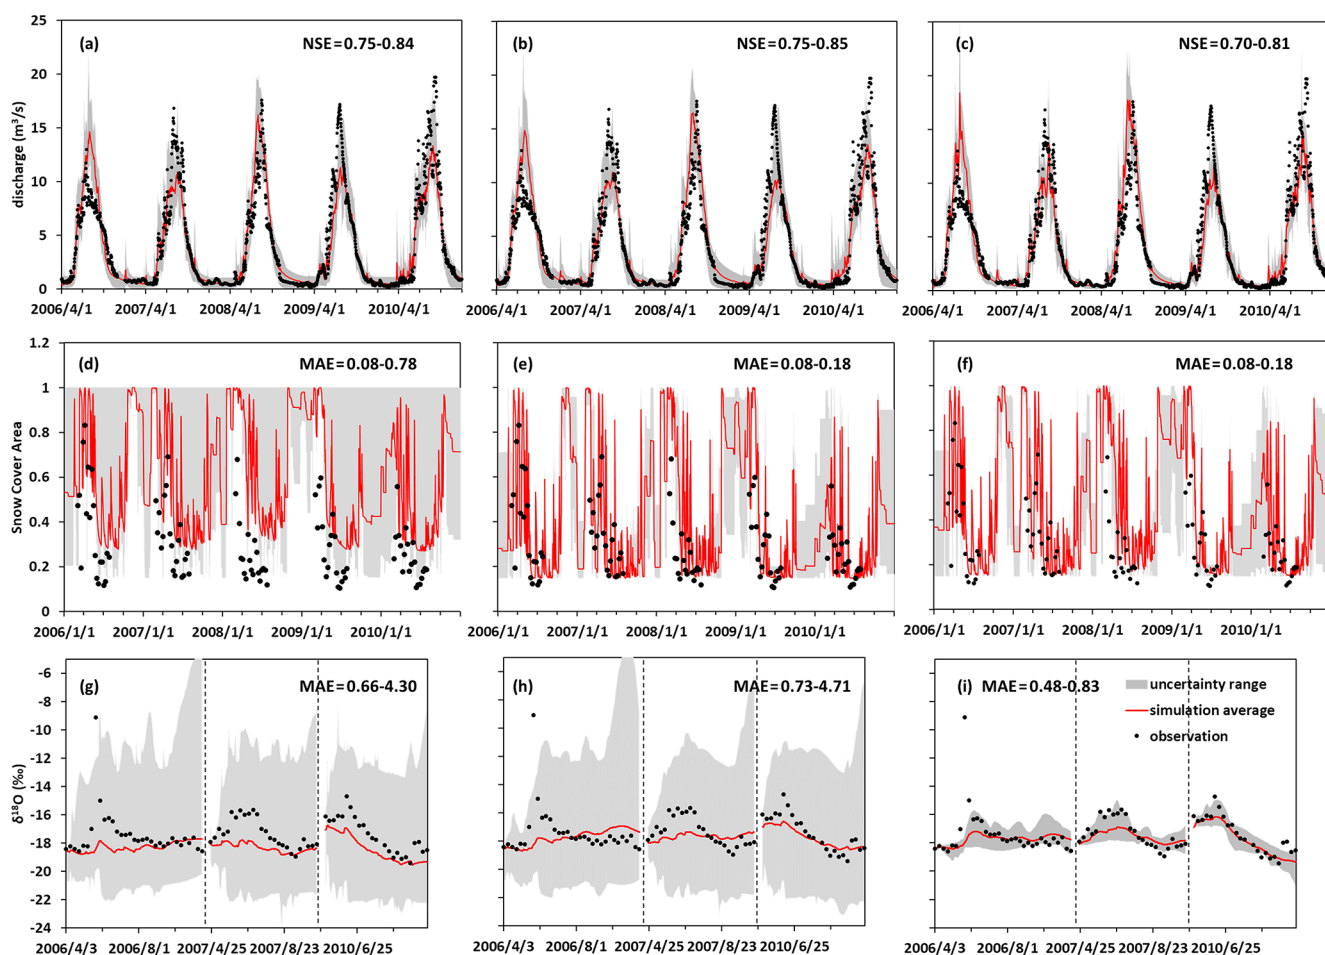 25
20
15
10
5
0
discharge (m³/s)
(a)
NSE=0.75-0.84
2006/4/1
2007/4/1
2008/4/1
2009/4/1
2010/4/1
(b)
NSE=0.75-0.85
2006/4/1
2007/4/1
2008/4/1
2009/4/1
2010/4/1
(c)
NSE=0.70-0.81
2006/4/1
2007/4/1
2008/4/1
2009/4/1
2010/4/1
1.2
1
0.8
0.6
0.4
0.2
0
Snow Cover Area
(d)
MAE=0.08-0.78
2006/1/1
2007/1/1
2008/1/1
2009/1/1
2010/1/1
(e)
MAE=0.08-0.18
2006/1/1
2007/1/1
2008/1/1
2009/1/1
2010/1/1
(f)
MAE=0.08-0.18
2006/1/1
2007/1/1
2008/1/1
2009/1/1
2010/1/1
-6
-8
-10
-12
-14
-16
-18
-20
-22
-24
δ¹⁸O (‰)
(g)
MAE=0.66-4.30
2006/4/3
2006/8/1
2007/4/25
2007/8/23
2010/6/25
(h)
MAE=0.73-4.71
2006/4/3
2006/8/1
2007/4/25
2007/8/23
2010/6/25
(i) MAE=0.48-0.83
uncertainty range
simulation average
observation
2006/4/3
2006/8/1
2007/4/25
2007/8/23
2010/6/25